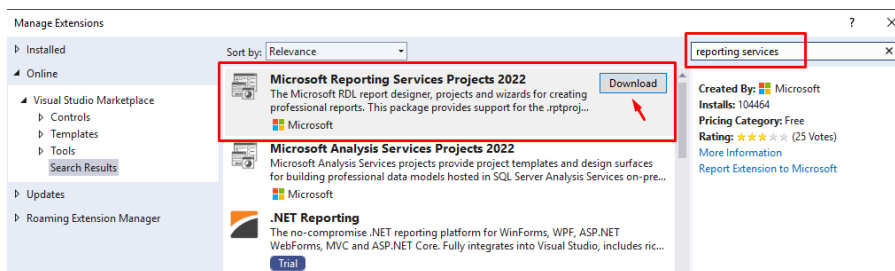 Manage Extensions
?
Installed
Online
Visual Studio Marketplace
Controls
Templates
Tools
Search Results
Updates
Roaming Extension Manager
Sort by: Relevance
Microsoft Reporting Services Projects 2022
Download
The Microsoft RDL report designer, projects and wizards for creating
professional reports. This package provides support for the .rptproj...
Microsoft
Microsoft Analysis Services Projects 2022
Microsoft Analysis Services projects provide project templates and design surfaces
for building professional data models hosted in SQL Server Analysis Services on-pre...
Microsoft
.NET Reporting
The no-compromise .NET reporting platform for WinForms, WPF, ASP.NET
WebForms, MVC and ASP.NET Core. Fully integrates into Visual Studio, includes ric...
Trial
reporting services
Created By: Microsoft
Installs: 104464
Pricing Category: Free
Rating: (25 Votes)
More Information
Report Extension to Microsoft